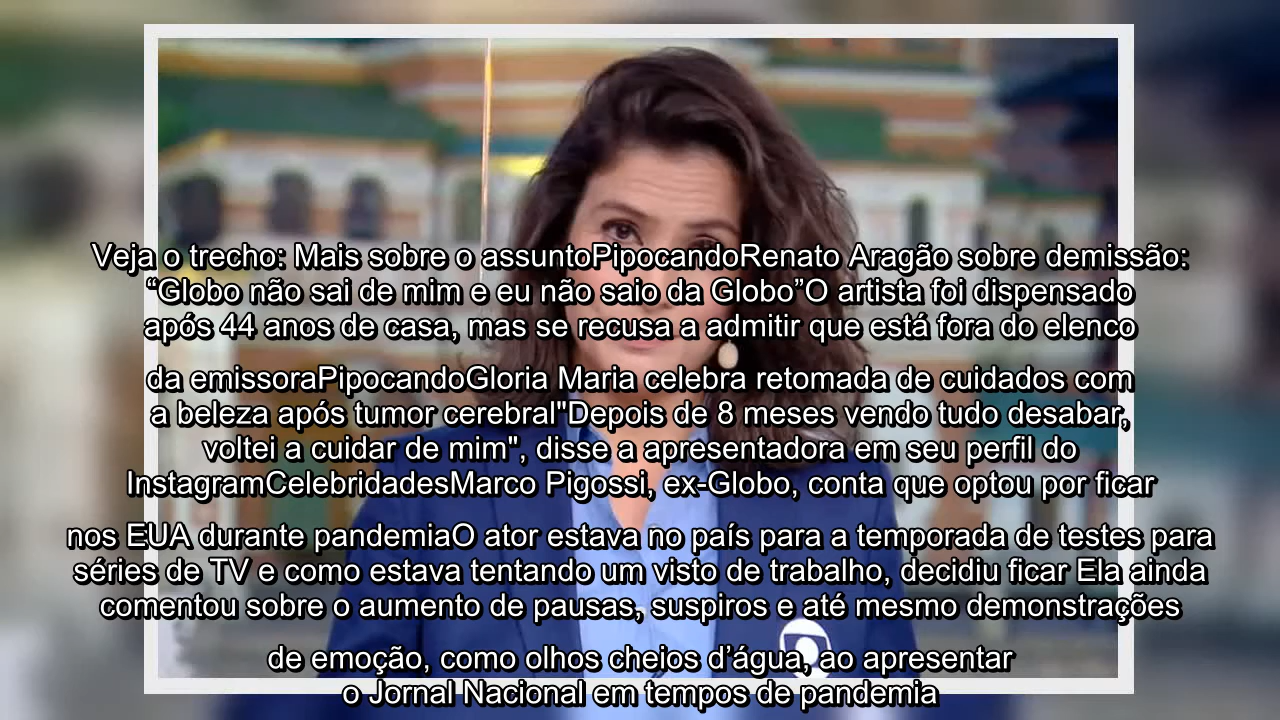 Veja o trecho: Mais sobre o assuntoPipocandoRenato Aragão sobre demissão:
“Globo não sai de mim e eu não saio da Globo”O artista foi dispensado
após 44 anos de casa, mas se recusa a admitir que está fora do elenco
da emissoraPipocandoGloria Maria celebra retomada de cuidados com
a beleza após tumor cerebral"Depois de 8 meses vendo tudo desabar,
voltei a cuidar de mim", disse a apresentadora em seu perfil do
InstagramCelebridadesMarco Pigossi, ex-Globo, conta que optou por ficar
nos EUA durante pandemiaO ator estava no país para a temporada de testes para
séries de TV e como estava tentando um visto de trabalho, decidiu ficar Ela ainda
comentou sobre o aumento de pausas, suspiros e até mesmo demonstrações
de emoção, como olhos cheios d’água, ao apresentar
o Jornal Nacional em tempos de pandemia